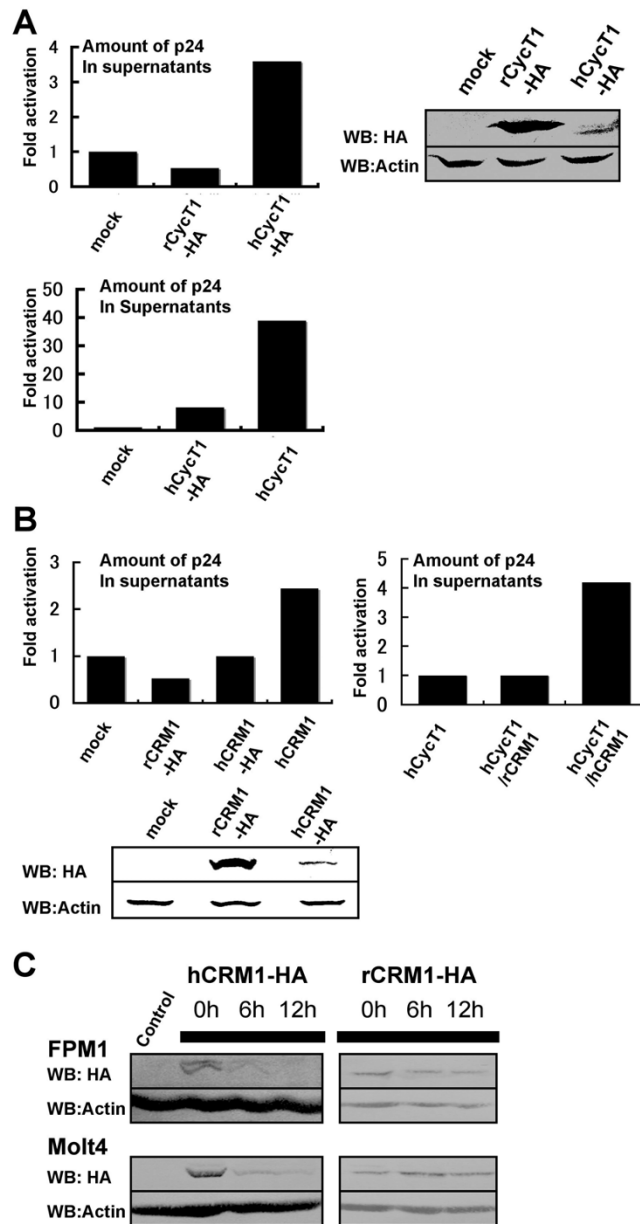 A
Amount of p24
In supernatants
Fold activation
4
3
2
1
0
mock
rCycT1
-HA
hCycT1
-HA
mock
rCycT1
-HA
hCycT1
-HA
WB: HA
WB:Actin
Amount of p24
In Supernatants
Fold activation
50
40
30
20
10
0
mock
hCycT1
-HA
hCycT1
B
Amount of p24
In supernatants
Fold activation
3
2
1
0
mock
rCRM1
-HA
hCRM1
-HA
hCRM1
Amount of p24
In supernatants
Fold activation
5
4
3
2
1
0
hCycT1
hCycT1
/rCRM1
hCycT1
/hCRM1
mock
rCRM1
-HA
hCRM1
-HA
WB: HA
WB:Actin
C
hCRM1-HA
rCRM1-HA
Control
0h 6h 12h
0h 6h 12h
FPM1
WB: HA
WB:Actin
Molt4
WB: HA
WB:Actin